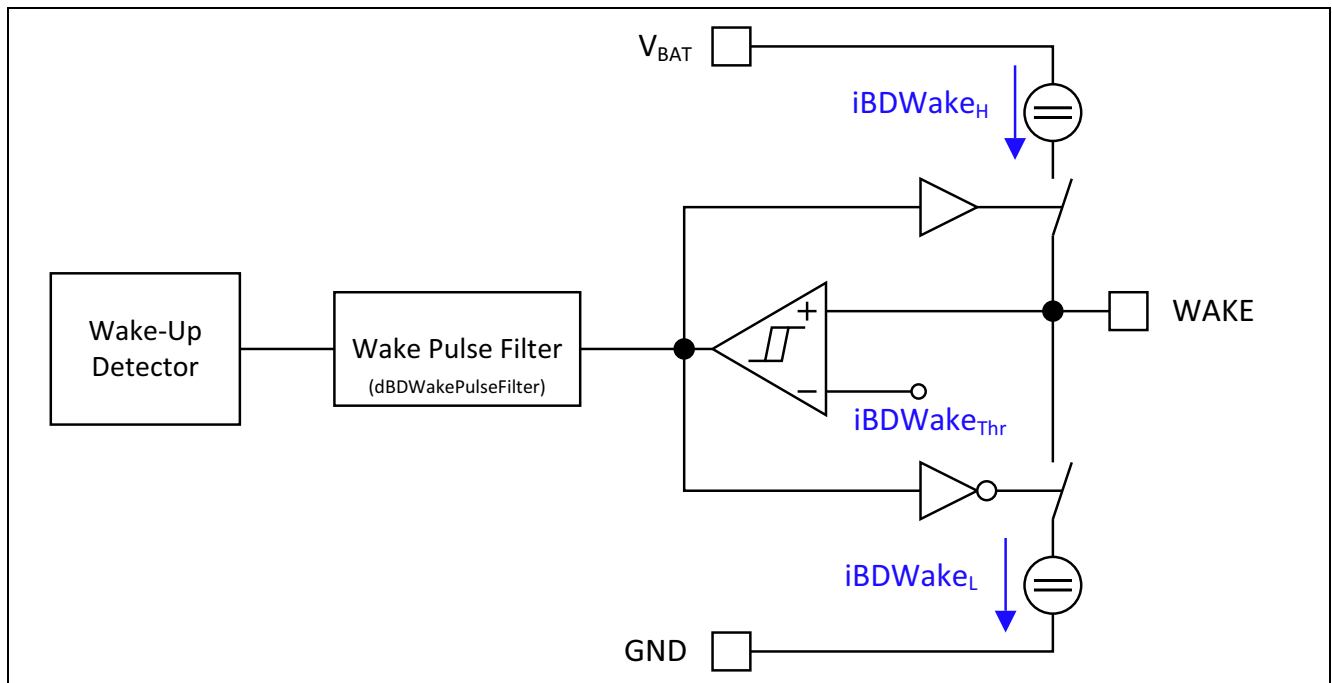 VBAT
iBDWakeH
Wake-Up
Detector
Wake Pulse Filter
(dBDWakePulseFilter)
+
−
WAKE
iBDWakeThr
iBDWakeL
GND